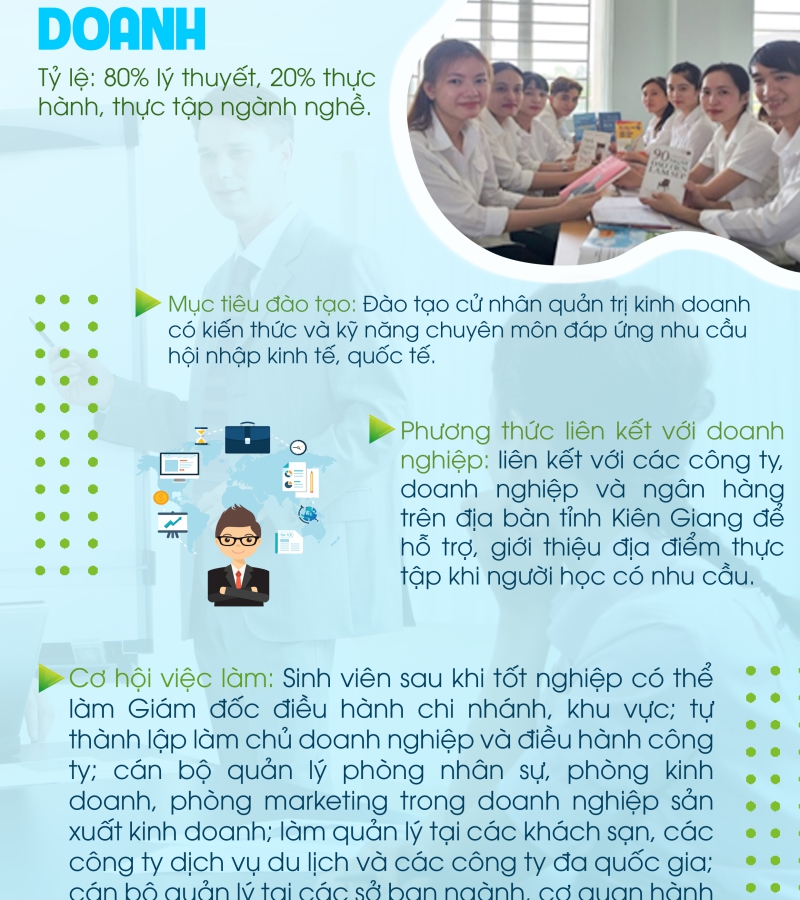 DOANH
Tỷ lệ: 80% lý thuyết, 20% thực
hành, thực tập ngành nghề.
90
Mục tiêu đào tạo: Đào tạo cử nhân quản trị kinh doanh
có kiến thức và kỹ năng chuyên môn đáp ứng nhu cầu
hội nhập kinh tế, quốc tế.
Phương thức liên kết với doanh
nghiệp: liên kết với các công ty,
doanh nghiệp và ngân hàng
trên địa bàn tỉnh Kiên Giang để
hỗ trợ, giới thiệu địa điểm thực
tập khi người học có nhu cầu.
Cơ hội việc làm: Sinh viên sau khi tốt nghiệp có thể
làm Giám đốc điều hành chi nhánh, khu vực; tự
thành lập làm chủ doanh nghiệp và điều hành công
ty; cán bộ quản lý phòng nhân sự, phòng kinh
doanh, phòng marketing trong doanh nghiệp sản
xuất kinh doanh; làm quản lý tại các khách sạn, các
công ty dịch vụ du lịch và các công ty đa quốc gia;
cán bộ quản lý tại các sở ban ngành, cơ quan hành